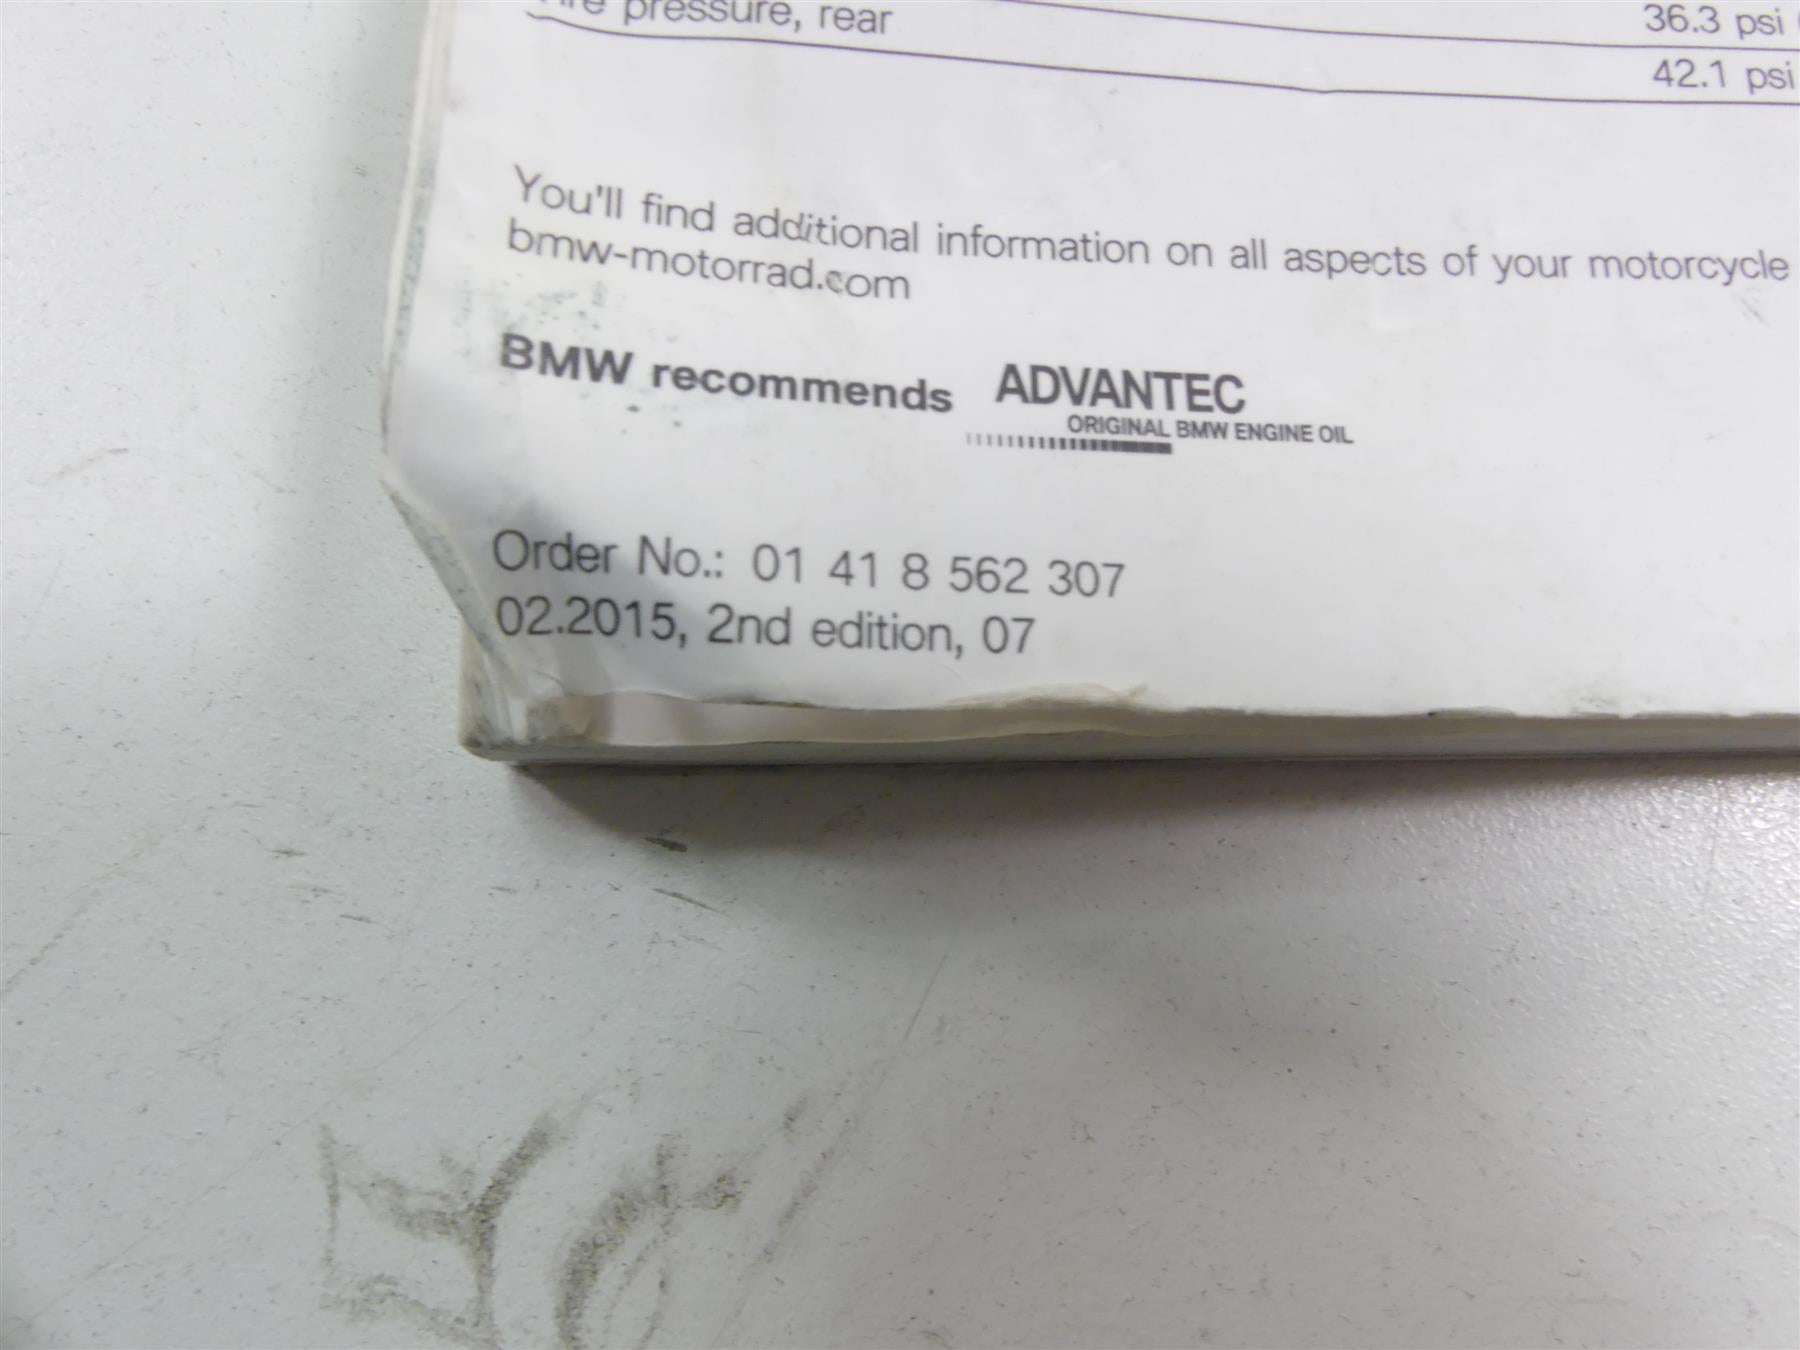 pressure, rear 36.3 psi
42.1 psi
You'll find additional information on all aspects of your motorcycle
bmw-motorrad.com
BMW recommends ADVANTEC
ORIGINAL BMW ENGINE OIL
Order No.: 01 41 8 562 307
02.2015, 2nd edition, 07